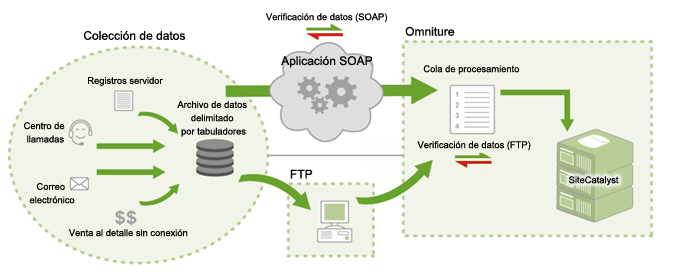 Verificación de datos (SOAP)
Colección de datos
Omniture
Aplicación SOAP
Registros servidor
Cola de procesamiento
Archivo de datos
delimitado
por tabuladores
1
2
3
4
Centro de
llamadas
Verificación de datos (FTP)
FTP
SiteCatalyst
Correo
electrónico
$$
Venta al detalle sin conexión